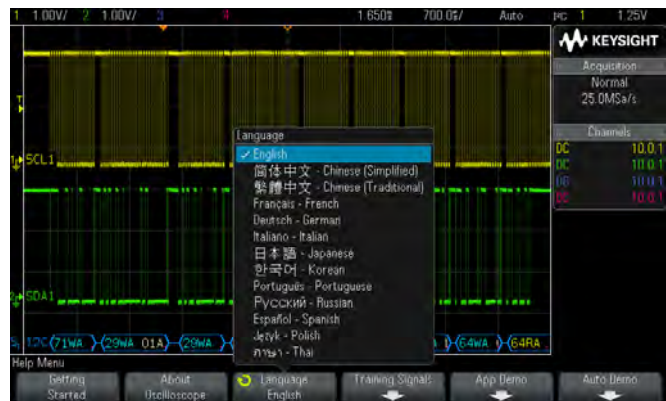 1 1.00V/ 2 1.00V/ 3 4 1.650s 700.0s/ Auto I²C 1 1.25V
KEYSIGHT
Acquisition
Normal
25.0MSa/s
Channels
DC 10.0:1
DC 10.0:1
DC 10.0:1
DC 10.0:1
SCL1
SDA1
Language
English
简体中文 - Chinese (Simplified)
繁體中文 - Chinese (Traditional)
Français - French
Deutsch - German
Italiano - Italian
日本語 - Japanese
한국어 - Korean
Português - Portuguese
Русский - Russian
Español - Spanish
Język - Polish
ภาษา - Thai
I2C 71WA 29WA 01A 29WA 64WA 64RA
Help Menu
Getting Started
About Oscilloscope
Language English
Training Signals
App Demo
Auto Demo